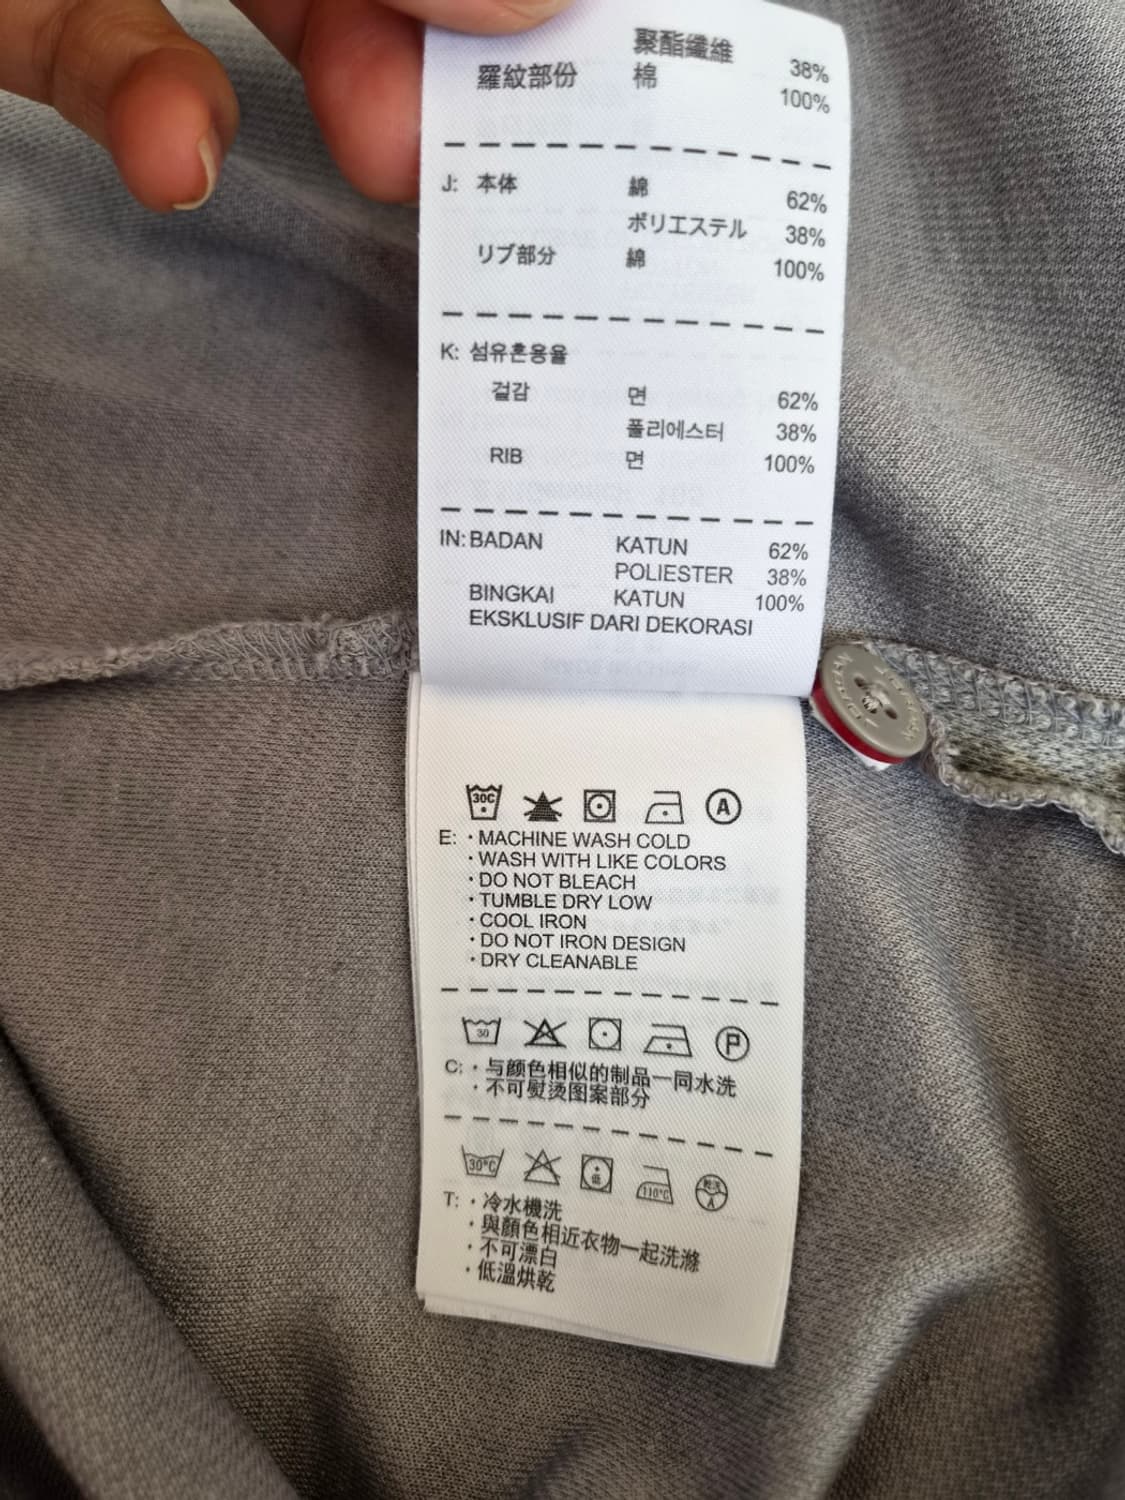 聚酯纖維 38%
羅紋部份 棉 100%
J: 本体 綿 62%
ポリエステル 38%
リブ部分 綿 100%
K: 섬유혼용율
겉감 면 62%
폴리에스터 38%
RIB 면 100%
IN: BADAN KATUN 62%
POLIESTER 38%
BINGKAI KATUN 100%
EKSKLUSIF DARI DEKORASI
30C A
E: · MACHINE WASH COLD
· WASH WITH LIKE COLORS
· DO NOT BLEACH
· TUMBLE DRY LOW
· COOL IRON
· DO NOT IRON DESIGN
· DRY CLEANABLE
30 P
C: · 与颜色相似的制品一同水洗
· 不可熨烫图案部分
30°C 低 110°C 乾洗 A
T: · 冷水機洗
· 與顏色相近衣物一起洗滌
· 不可漂白
· 低溫烘乾